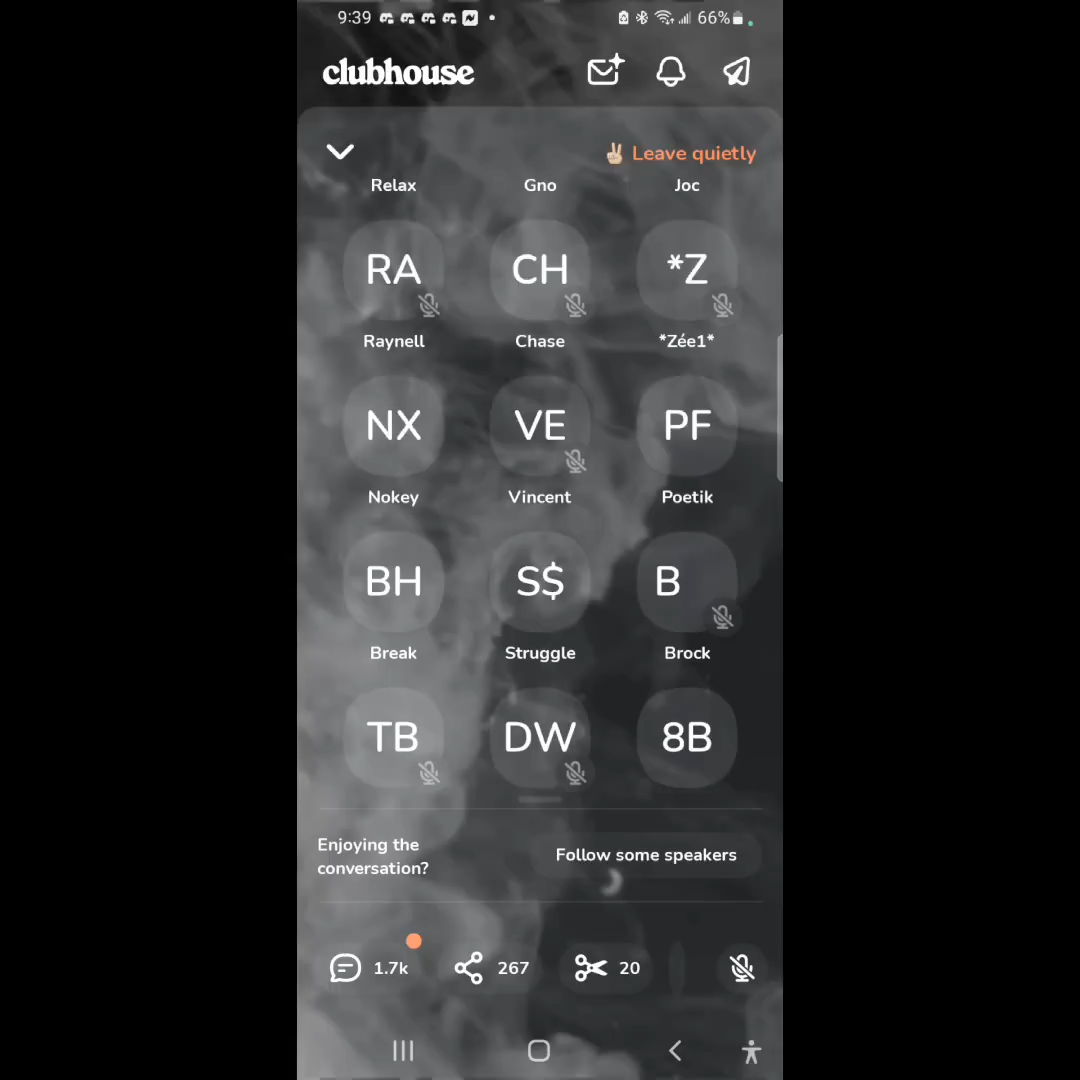 9:39 66%
clubhouse
✌🏼 Leave quietly
Relax Gno Joc
RA CH *Z
Raynell Chase *Zée1*
NX VE PF
Nokey Vincent Poetik
BH S$ B
Break Struggle Brock
TB DW 8B
Enjoying the
conversation?
Follow some speakers
1.7k 267 20